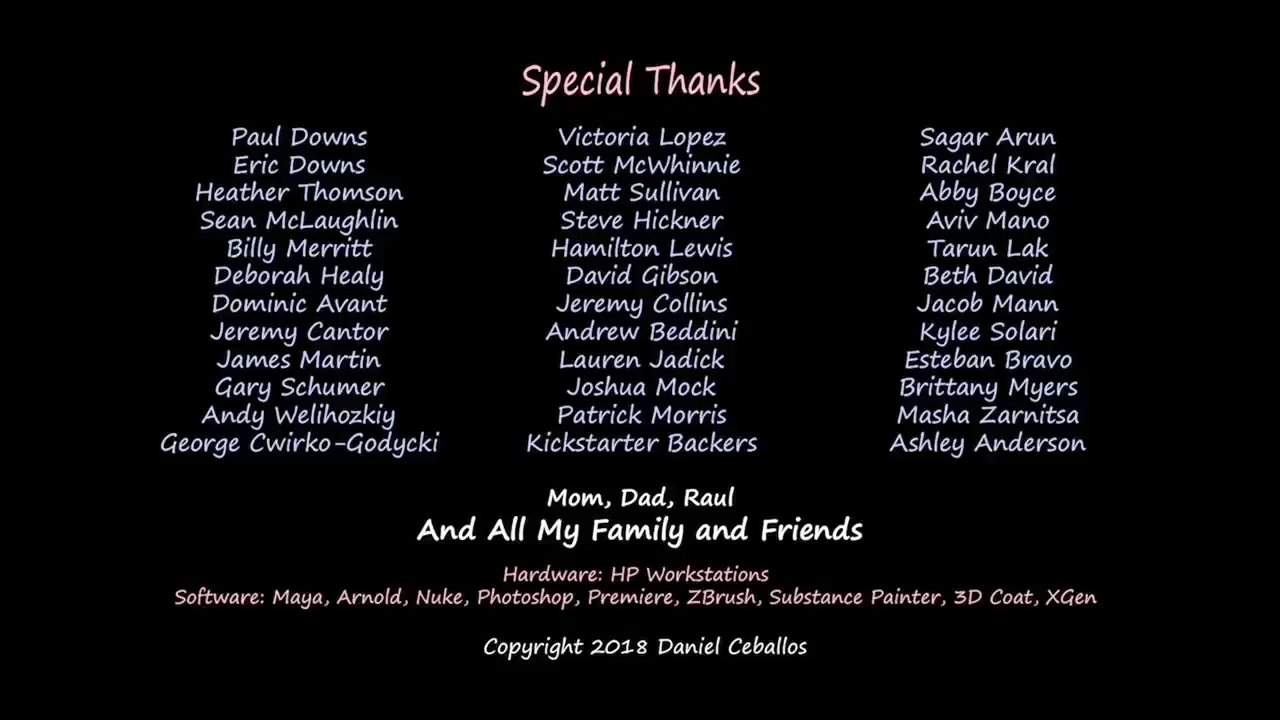 Special Thanks
Paul Downs
Eric Downs
Heather Thomson
Sean McLaughlin
Billy Merritt
Deborah Healy
Dominic Avant
Jeremy Cantor
James Martin
Gary Schumer
Andy Welihozkiy
George Cwirko-Godycki
Victoria Lopez
Scott McWhinnie
Matt Sullivan
Steve Hickner
Hamilton Lewis
David Gibson
Jeremy Collins
Andrew Beddini
Lauren Jadick
Joshua Mock
Patrick Morris
Kickstarter Backers
Sagar Arun
Rachel Kral
Abby Boyce
Aviv Mano
Tarun Lak
Beth David
Jacob Mann
Kylee Solari
Esteban Bravo
Brittany Myers
Masha Zarnitsa
Ashley Anderson
Mom, Dad, Raul
And All My Family and Friends
Hardware: HP Workstations
Software: Maya, Arnold, Nuke, Photoshop, Premiere, ZBrush, Substance Painter, 3D Coat, XGen
Copyright 2018 Daniel Ceballos